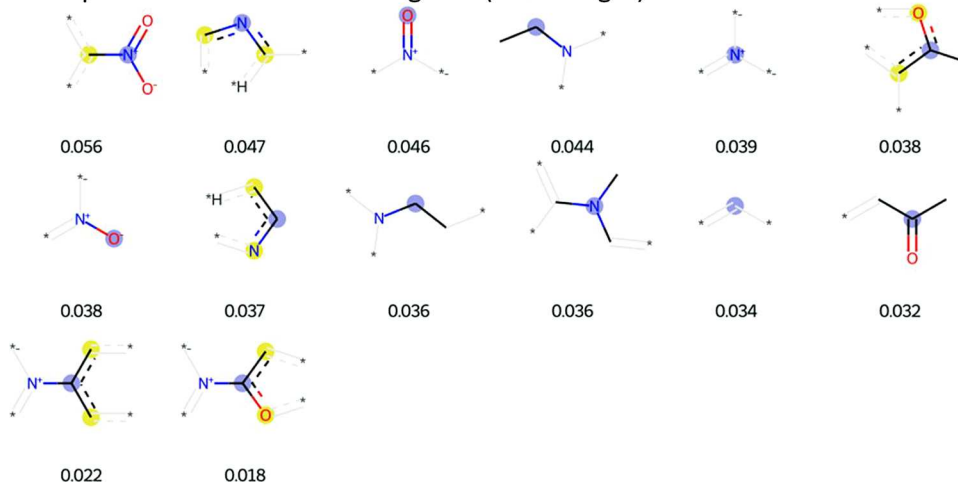 * O * N * * O N⁺ *- * O
* N⁺ * N * N⁺ *
* O⁻ * *H * *- * *- *
0.056 0.047 0.046 0.044 0.039 0.038
*- * *
*H * * N *
* N⁺ N * * *
O⁻ N * * * O
0.038 0.037 0.036 0.036 0.034 0.032
*- * *- *
N⁺ N⁺
* * * O *
0.022 0.018